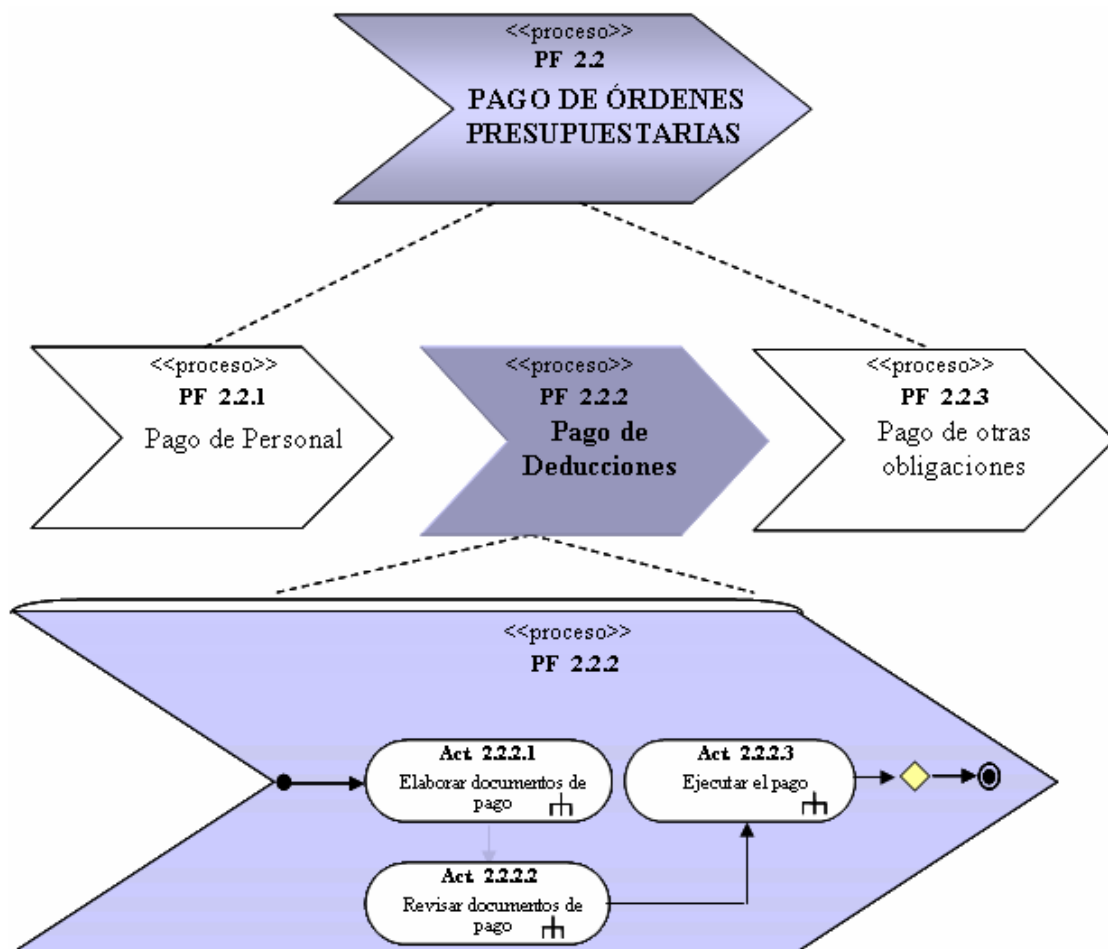 <<proceso>>
PF 2.2
PAGO DE ÓRDENES
PRESUPUESTARIAS
<<proceso>>
PF 2.2.1
Pago de Personal
<<proceso>>
PF 2.2.2
Pago de
Deducciones
<<proceso>>
PF 2.2.3
Pago de otras
obligaciones
<<proceso>>
PF 2.2.2
Act. 2.2.2.1
Elaborar documentos de
pago
Act. 2.2.2.3
Ejecutar el pago
Act. 2.2.2.2
Revisar documentos de
pago